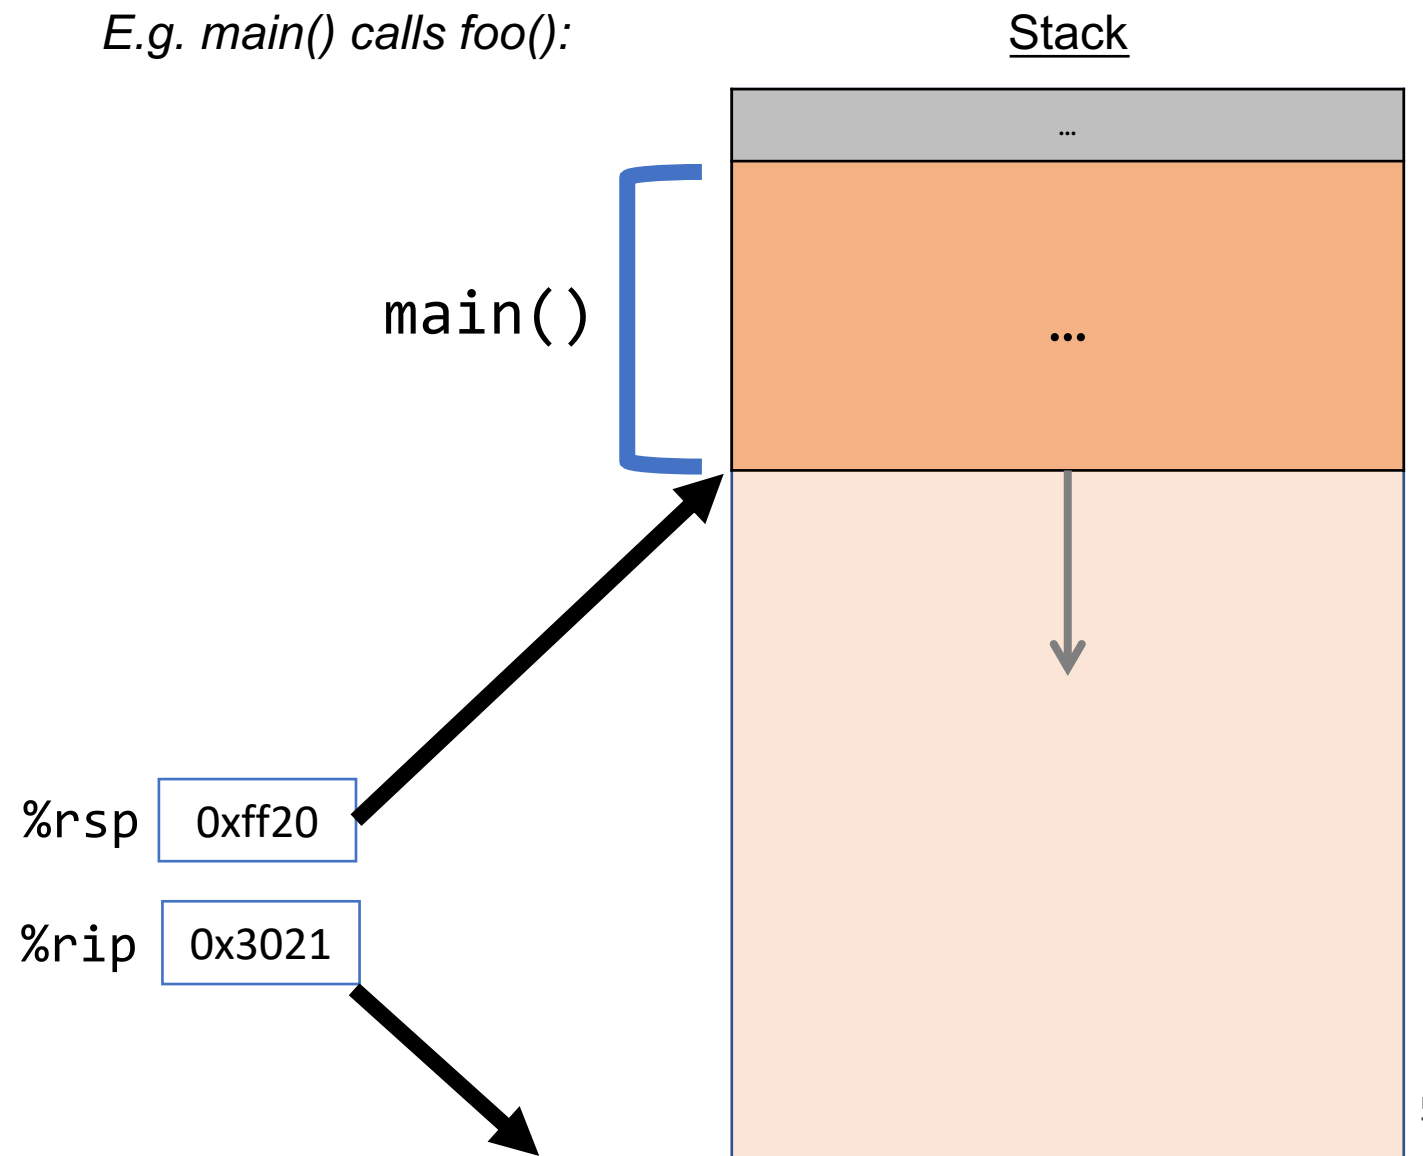 E.g. main() calls foo():
Stack
…
main()
…
%rsp 0xff20
%rip 0x3021